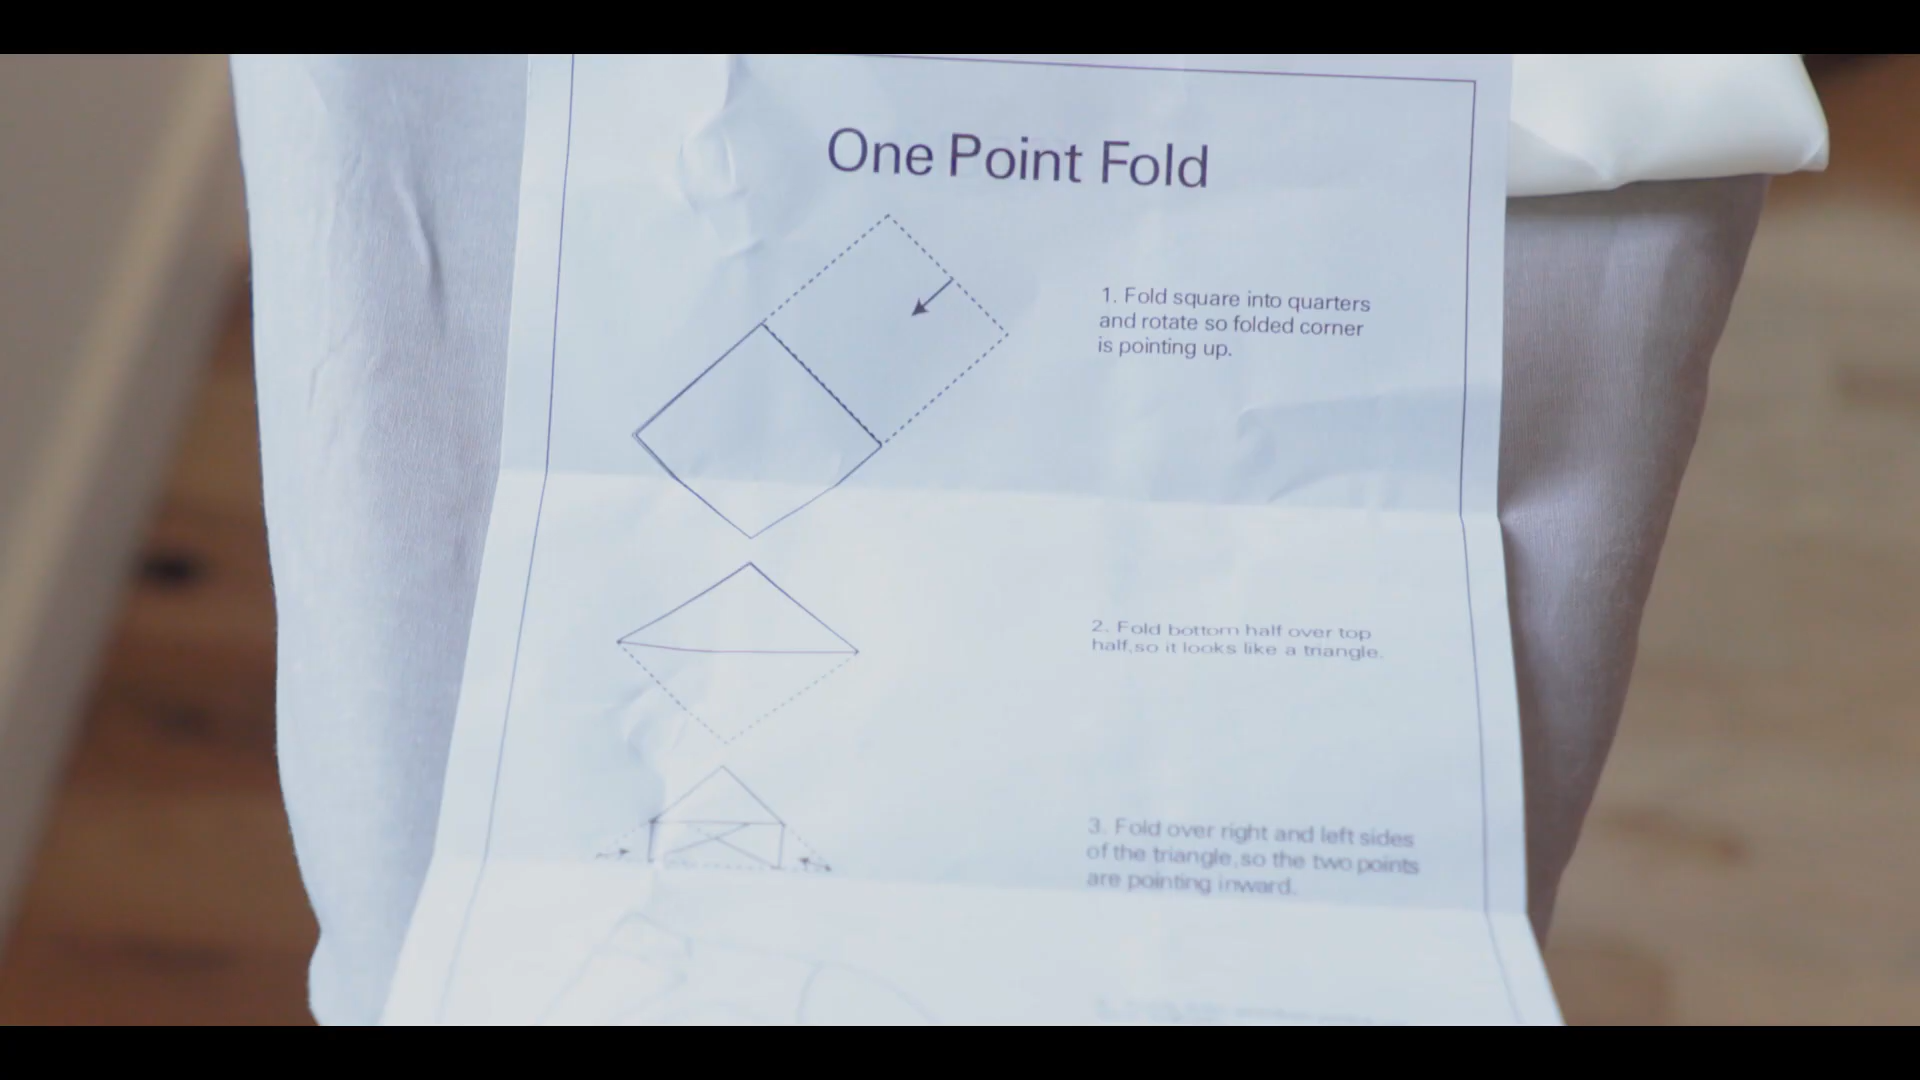 One Point Fold
1. Fold square into quarters
and rotate so folded corner
is pointing up.
2. Fold bottom half over top
half,so it looks like a triangle.
3. Fold over right and left sides
of the triangle,so the two points
are pointing inward.